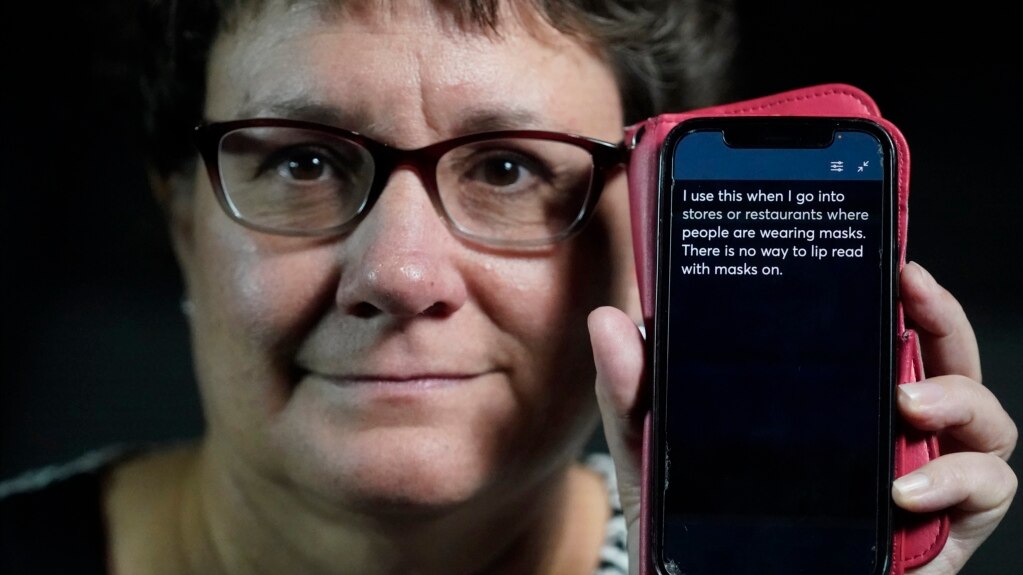 I use this when I go into
stores or restaurants where
people are wearing masks.
There is no way to lip read
with masks on.